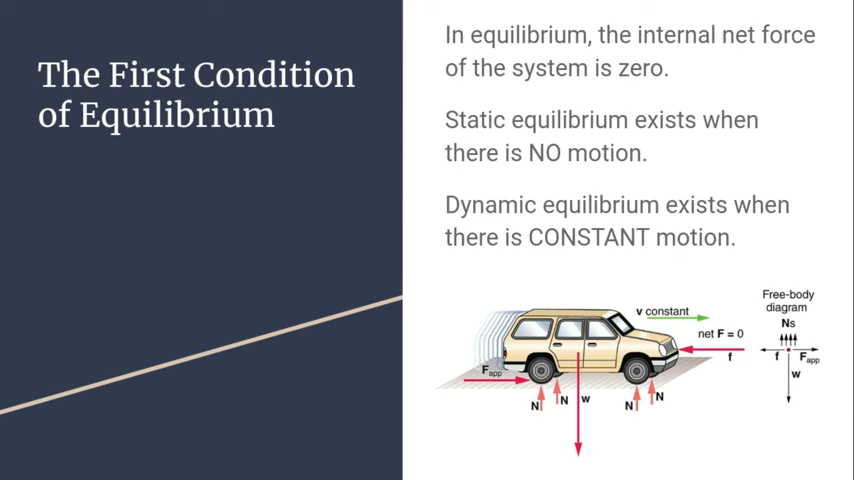 The First Condition
of Equilibrium
In equilibrium, the internal net force
of the system is zero.
Static equilibrium exists when
there is NO motion.
Dynamic equilibrium exists when
there is CONSTANT motion.
v constant
net F = 0
f
Fapp
N
N
w
N
N
Free-body
diagram
Ns
f
Fapp
w